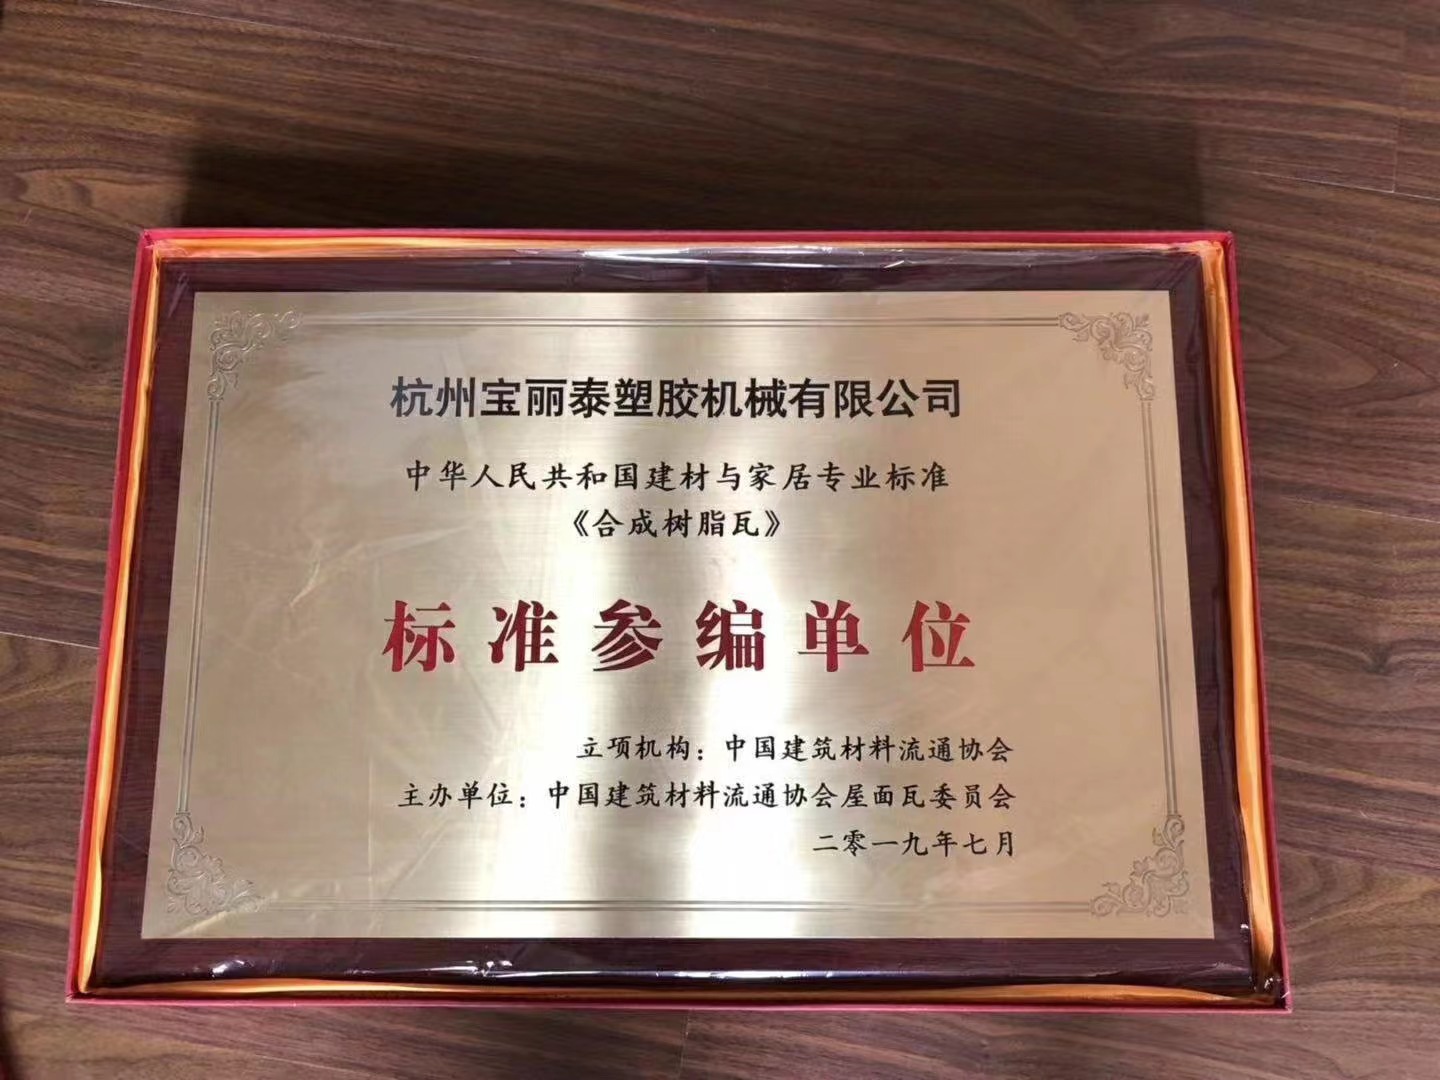 杭州宝丽泰塑胶机械有限公司
中华人民共和国建材与家居专业标准
《合成树脂瓦》
标准参编单位
立项机构：中国建筑材料流通协会
主办单位：中国建筑材料流通协会屋面瓦委员会
二零一九年七月